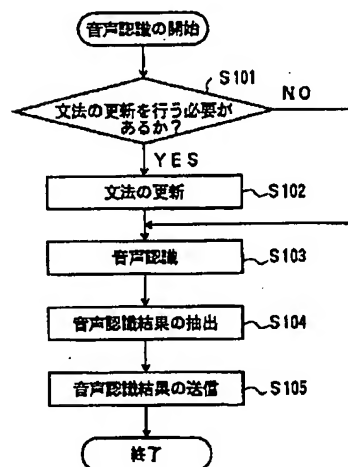 音声認識の開始
S101
文法の更新を行う必要が
あるか？
NO
YES
文法の更新
S102
音声認識
S103
音声認識結果の抽出
S104
音声認識結果の送信
S105
終了